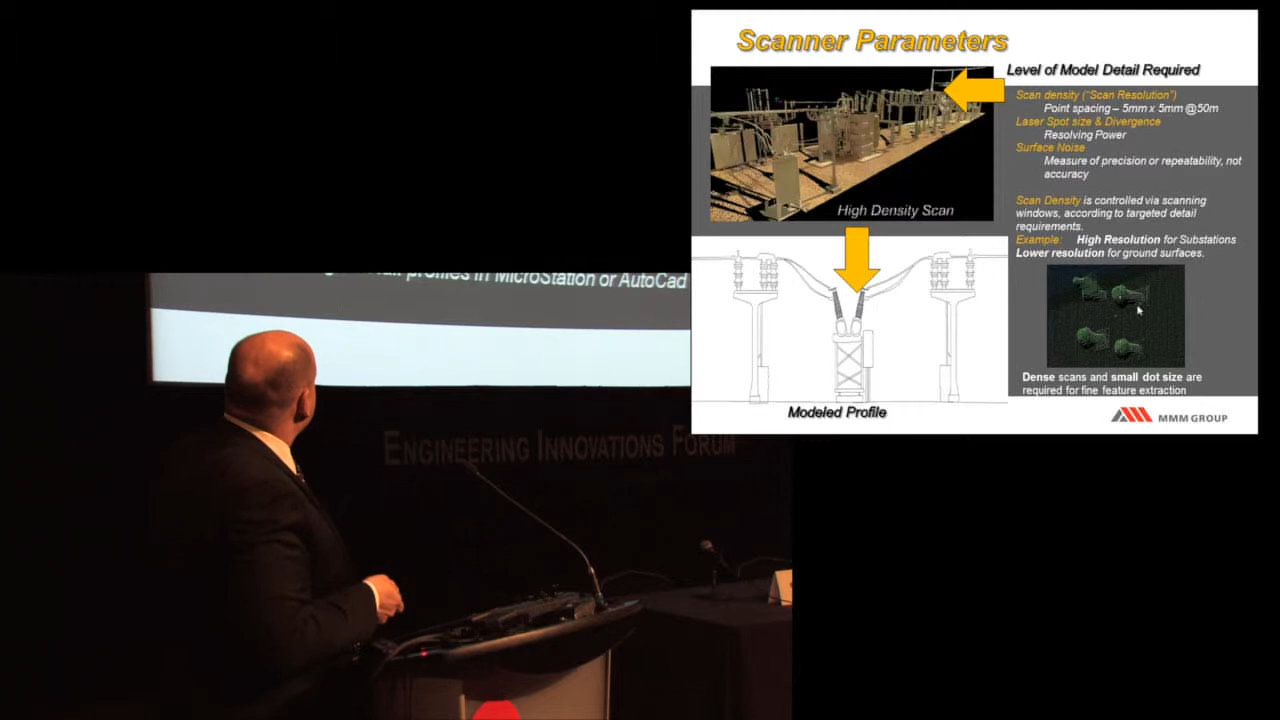 Scanner Parameters
Level of Model Detail Required
Scan density ("Scan Resolution")
Point spacing – 5mm x 5mm @50m
Laser Spot size & Divergence
Resolving Power
Surface Noise
Measure of precision or repeatability, not
accuracy
Scan Density is controlled via scanning
windows, according to targeted detail
requirements.
Example: High Resolution for Substations
Lower resolution for ground surfaces.
High Density Scan
Modeled Profile
Dense scans and small dot size are
required for fine feature extraction
MMM GROUP
profiles in MicroStation or AutoCad
ENGINEERING INNOVATIONS FORUM